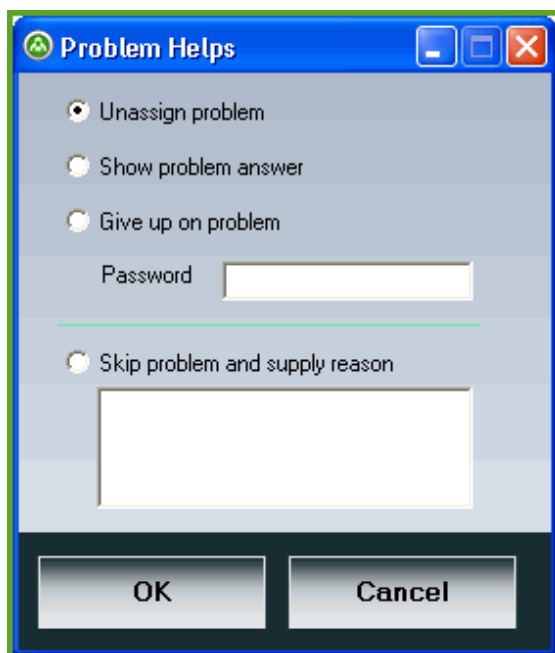 Problem Helps
Unassign problem
Show problem answer
Give up on problem
Password
Skip problem and supply reason
OK Cancel